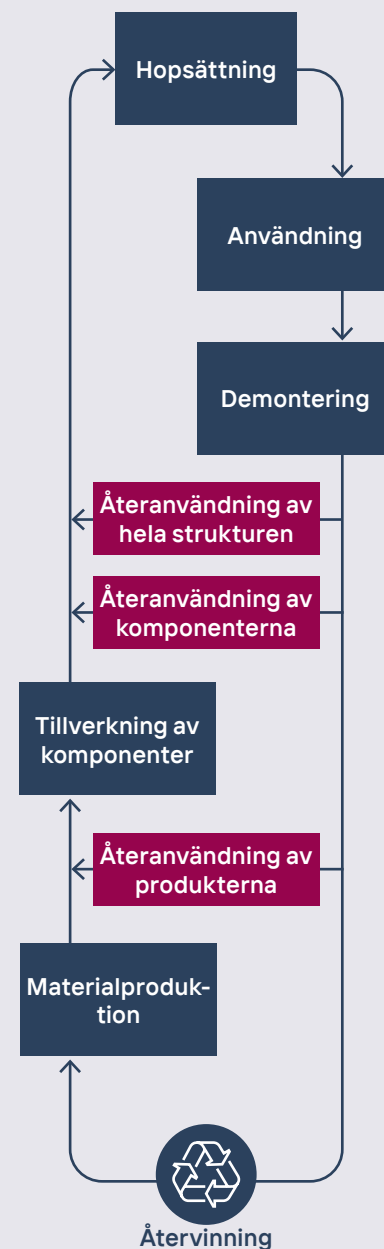 Hopsättning
Användning
Demontering
Återanvändning av
hela strukturen
Återanvändning av
komponenterna
Tillverkning av
komponenter
Återanvändning av
produkterna
Materialproduk-
tion
Återvinning